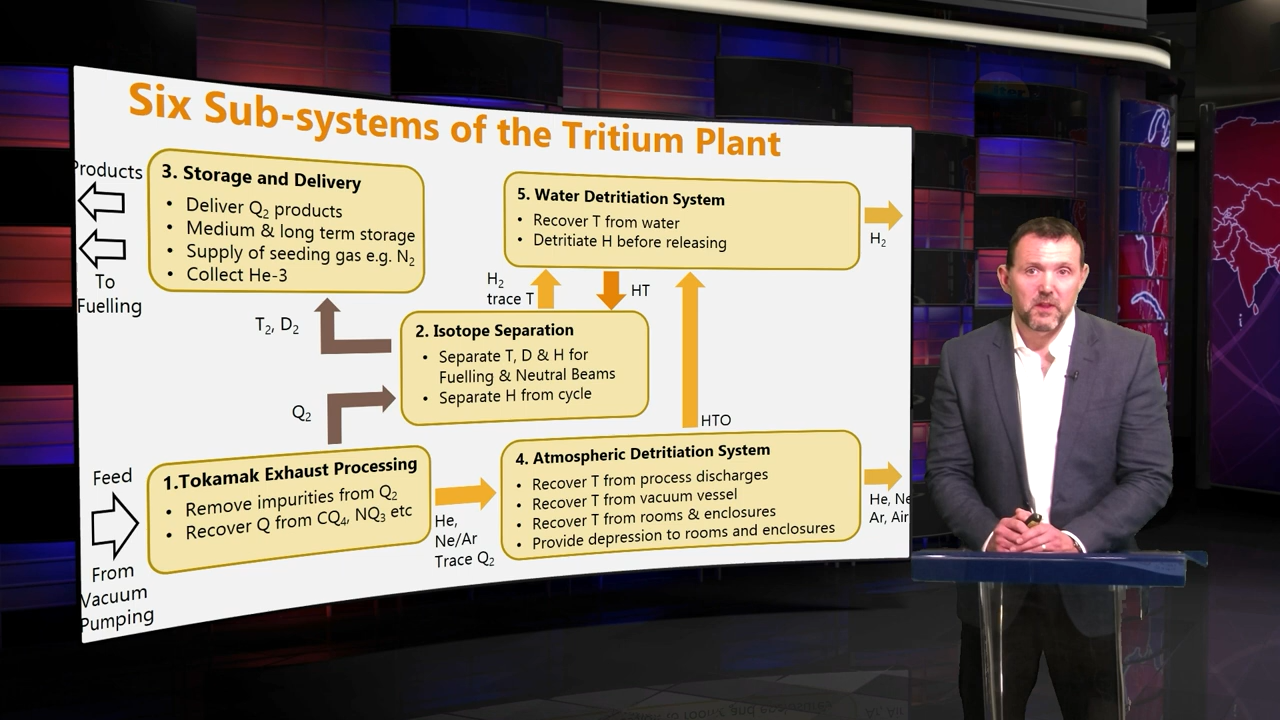 Six Sub-systems of the Tritium Plant
Products
To
Fuelling
3. Storage and Delivery
• Deliver Q₂ products
• Medium & long term storage
• Supply of seeding gas e.g. N₂
• Collect He-3
5. Water Detritiation System
• Recover T from water
• Detritiate H before releasing
H₂
H₂
trace T
HT
T₂, D₂
2. Isotope Separation
• Separate T, D & H for
Fuelling & Neutral Beams
• Separate H from cycle
Q₂
HTO
Feed
From
Vacuum
Pumping
1.Tokamak Exhaust Processing
• Remove impurities from Q₂
• Recover Q from CQ₄, NQ₃ etc
He,
Ne/Ar
Trace Q₂
4. Atmospheric Detritiation System
• Recover T from process discharges
• Recover T from vacuum vessel
• Recover T from rooms & enclosures
• Provide depression to rooms and enclosures
He, Ne
Ar, Air